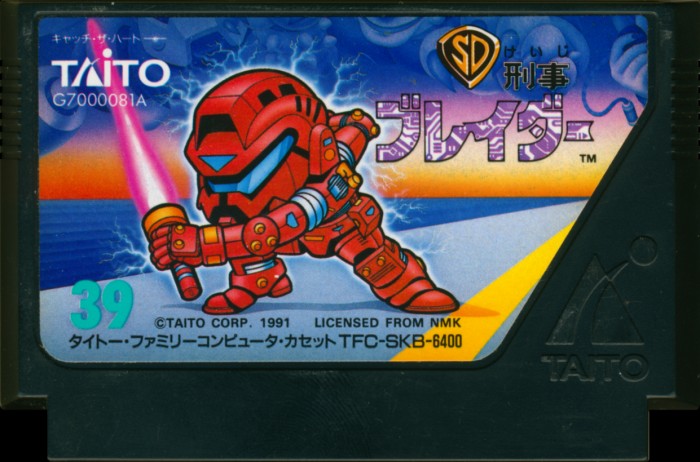 キャッチ・ザ・ハート
TAITO
G7000081A
SD
けいじ
刑事
ブレイダー
TM
39
©TAITO CORP. 1991 LICENSED FROM NMK
タイトー・ファミリーコンピュータ・カセット TFC-SKB-6400
TAITO